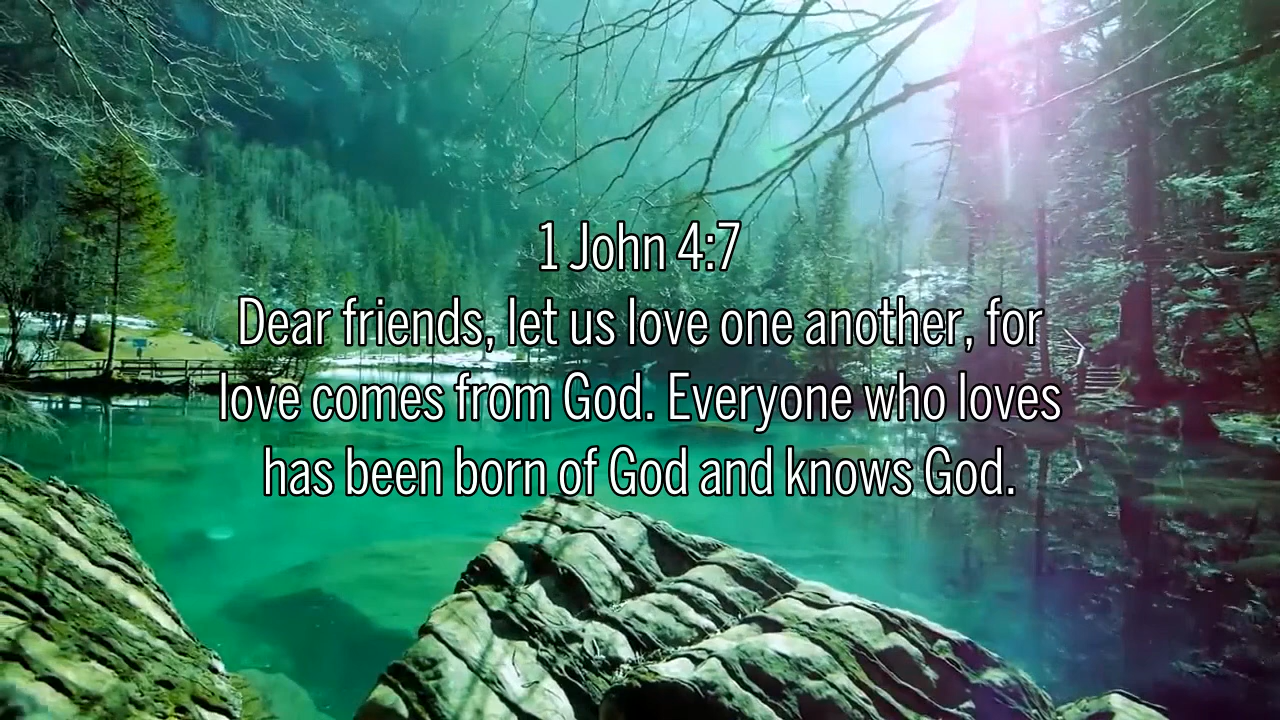 1 John 4:7
Dear friends, let us love one another, for
love comes from God. Everyone who loves
has been born of God and knows God.